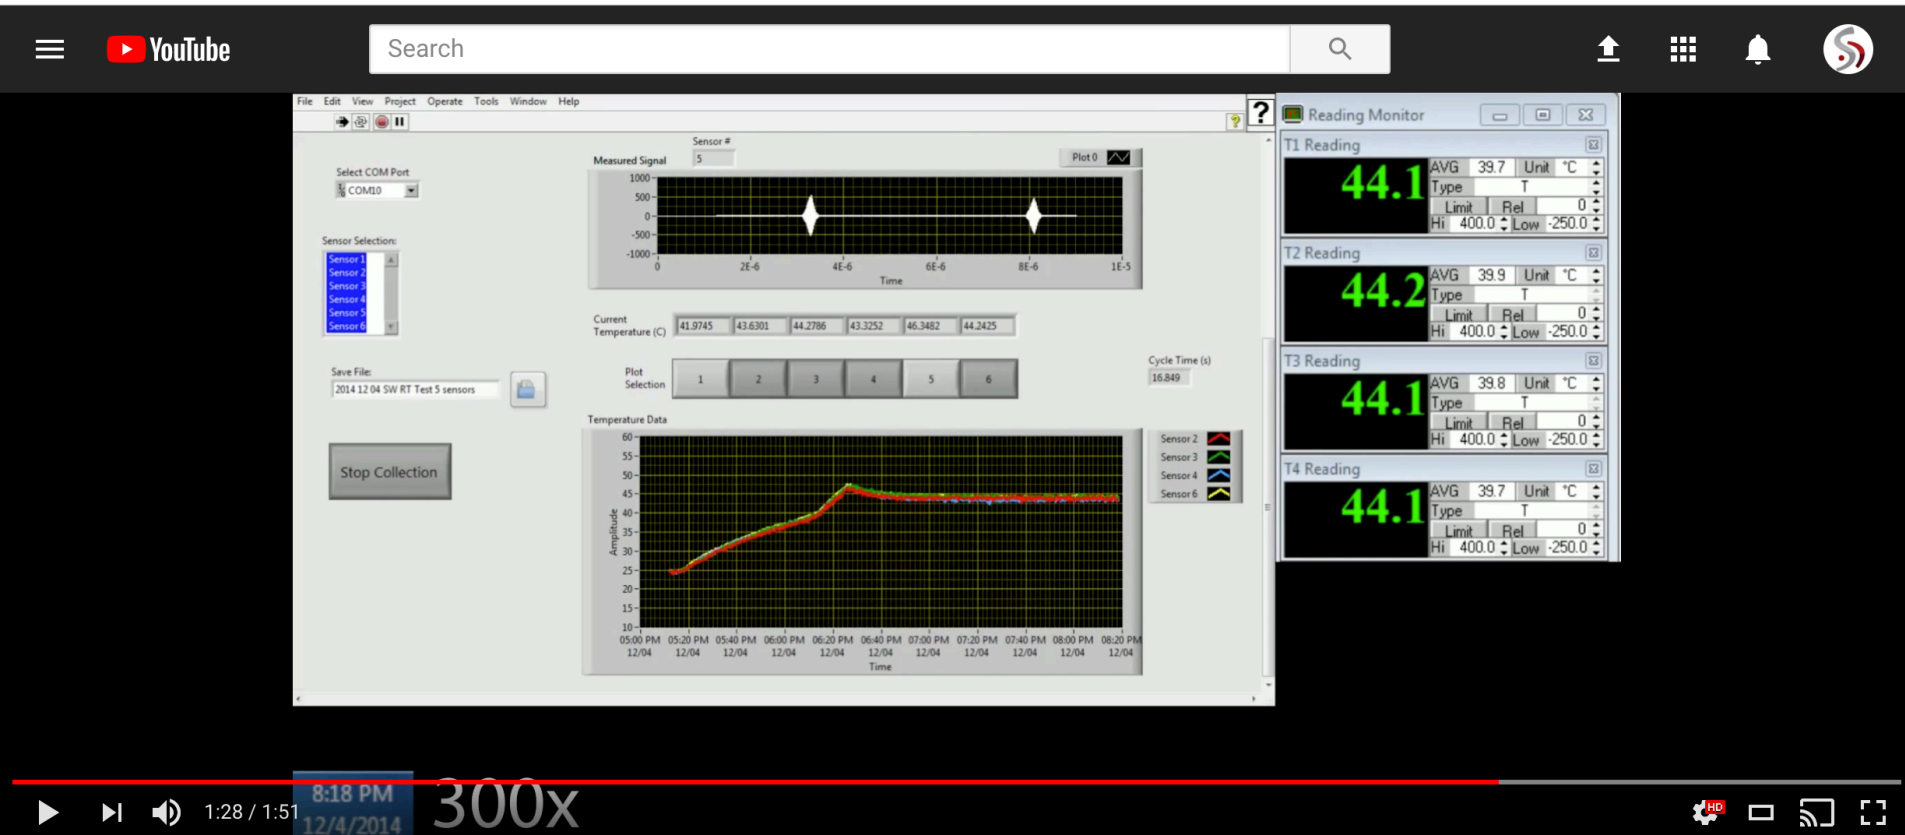 YouTube
Search
File Edit View Project Operate Tools Window Help
?
?
Sensor #
5
Measured Signal
Plot 0
Select COM Port
COM10
1000
500
0
-500
-1000
0 2E-6 4E-6 6E-6 8E-6 1E-5
Time
Sensor Selection:
Sensor 1
Sensor 2
Sensor 3
Sensor 4
Sensor 5
Sensor 6
Current
Temperature (C)
41.9745 43.6301 44.2786 43.3252 46.3482 44.2425
Save File:
2014 12 04 SW RT Test 5 sensors
Plot
Selection
1 2 3 4 5 6
Cycle Time (s)
16.849
Stop Collection
Temperature Data
60
55
50
45
40
35
30
25
20
15
10
Amplitude
05:00 PM 05:20 PM 05:40 PM 06:00 PM 06:20 PM 06:40 PM 07:00 PM 07:20 PM 07:40 PM 08:00 PM 08:20 PM
12/04 12/04 12/04 12/04 12/04 12/04 12/04 12/04 12/04 12/04 12/04
Time
Sensor 2
Sensor 3
Sensor 4
Sensor 6
Reading Monitor
T1 Reading
44.1
AVG 39.7 Unit °C
Type T
Limit Rel 0
Hi 400.0 Low -250.0
T2 Reading
44.2
AVG 39.9 Unit °C
Type T
Limit Rel 0
Hi 400.0 Low -250.0
T3 Reading
44.1
AVG 39.8 Unit °C
Type T
Limit Rel 0
Hi 400.0 Low -250.0
T4 Reading
44.1
AVG 39.7 Unit °C
Type T
Limit Rel 0
Hi 400.0 Low -250.0
8:18 PM
12/4/2014
300x
1:28 / 1:51
HD